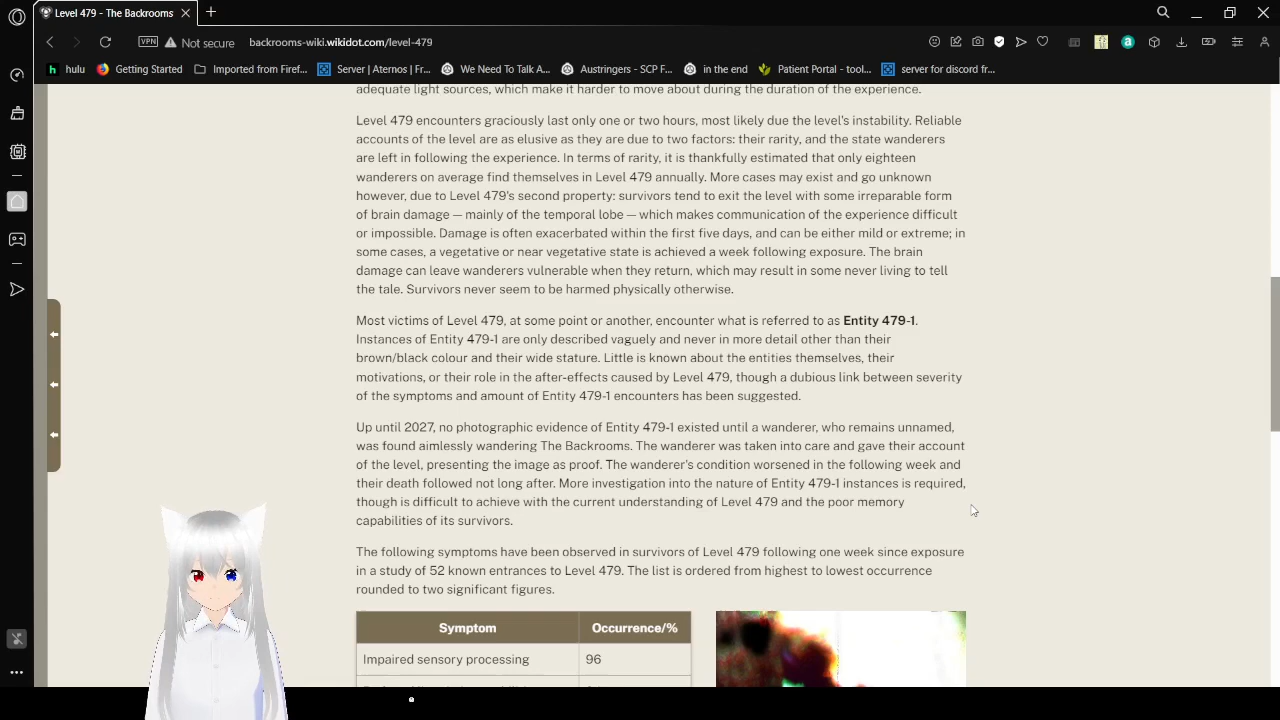 Level 479 - The Backrooms
VPN Not secure backrooms-wiki.wikidot.com/level-479
hulu Getting Started Imported from Firef... Server | Aternos | Fr... We Need To Talk A... Austringers - SCP F... in the end Patient Portal - tool... server for discord fr...
adequate light sources, which make it harder to move about during the duration of the experience.
Level 479 encounters graciously last only one or two hours, most likely due the level's instability. Reliable
accounts of the level are as elusive as they are due to two factors: their rarity, and the state wanderers
are left in following the experience. In terms of rarity, it is thankfully estimated that only eighteen
wanderers on average find themselves in Level 479 annually. More cases may exist and go unknown
however, due to Level 479's second property: survivors tend to exit the level with some irreparable form
of brain damage — mainly of the temporal lobe — which makes communication of the experience difficult
or impossible. Damage is often exacerbated within the first five days, and can be either mild or extreme; in
some cases, a vegetative or near vegetative state is achieved a week following exposure. The brain
damage can leave wanderers vulnerable when they return, which may result in some never living to tell
the tale. Survivors never seem to be harmed physically otherwise.
Most victims of Level 479, at some point or another, encounter what is referred to as Entity 479-1.
Instances of Entity 479-1 are only described vaguely and never in more detail other than their
brown/black colour and their wide stature. Little is known about the entities themselves, their
motivations, or their role in the after-effects caused by Level 479, though a dubious link between severity
of the symptoms and amount of Entity 479-1 encounters has been suggested.
Up until 2027, no photographic evidence of Entity 479-1 existed until a wanderer, who remains unnamed,
was found aimlessly wandering The Backrooms. The wanderer was taken into care and gave their account
of the level, presenting the image as proof. The wanderer's condition worsened in the following week and
their death followed not long after. More investigation into the nature of Entity 479-1 instances is required,
though is difficult to achieve with the current understanding of Level 479 and the poor memory
capabilities of its survivors.
The following symptoms have been observed in survivors of Level 479 following one week since exposure
in a study of 52 known entrances to Level 479. The list is ordered from highest to lowest occurrence
rounded to two significant figures.
Symptom Occurrence/%
Impaired sensory processing 96